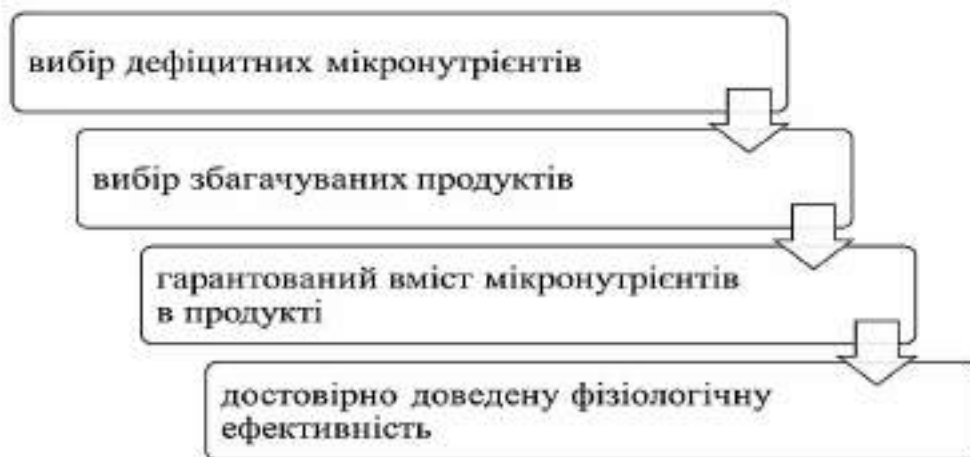 вибір дефіцитних мікронутрієнтів
вибір збагачуваних продуктів
гарантований вміст мікронутрієнтів
в продукті
достовірно доведену фізіологічну
ефективність